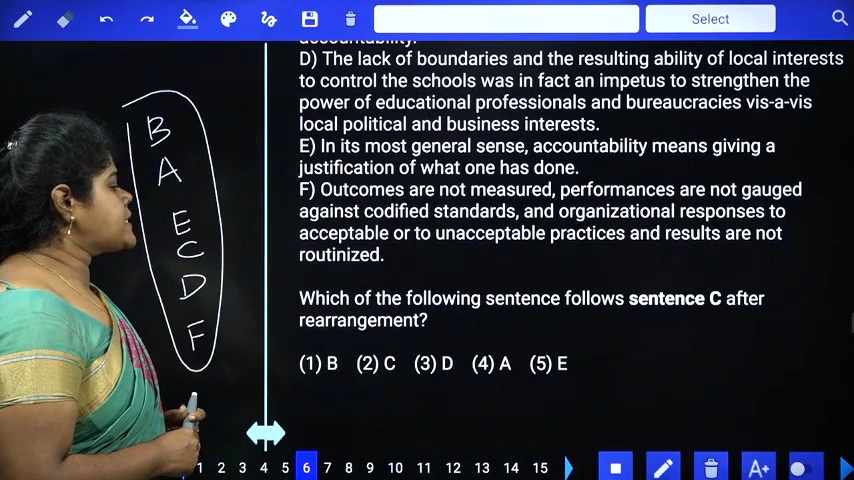 Select
accountability.
D) The lack of boundaries and the resulting ability of local interests
to control the schools was in fact an impetus to strengthen the
power of educational professionals and bureaucracies vis-a-vis
local political and business interests.
E) In its most general sense, accountability means giving a
justification of what one has done.
F) Outcomes are not measured, performances are not gauged
against codified standards, and organizational responses to
acceptable or to unacceptable practices and results are not
routinized.
Which of the following sentence follows sentence C after
rearrangement?
(1) B (2) C (3) D (4) A (5) E
B
A
E
C
D
F
1 2 3 4 5 6 7 8 9 10 11 12 13 14 15
A+